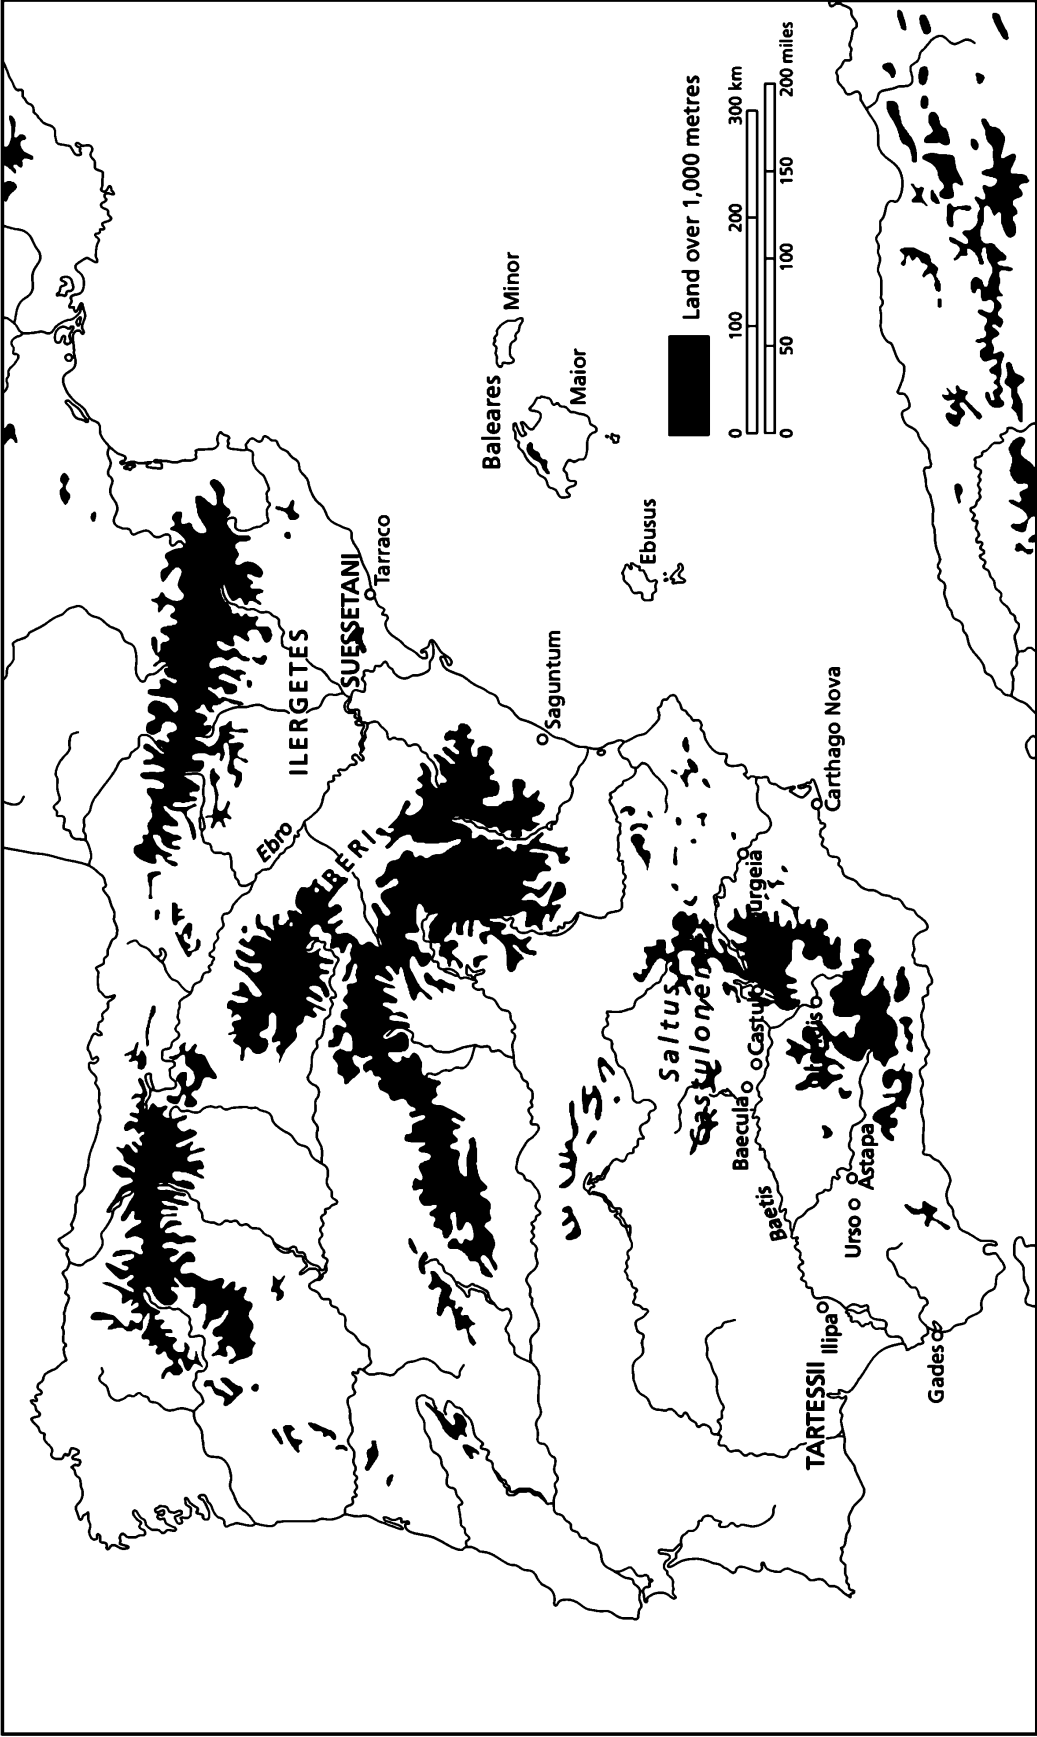 ILERGETES
SUESSETANI
Tarraco
Ebro
IBERI
Saguntum
Baleares
Minor
Maior
Ebusus
Land over 1,000 metres
0 100 200 300 km
0 50 100 150 200 miles
Carthago Nova
Saltus
Baecula
Baetis
Astapa
Urso
Ilipa
TARTESSII
Gades